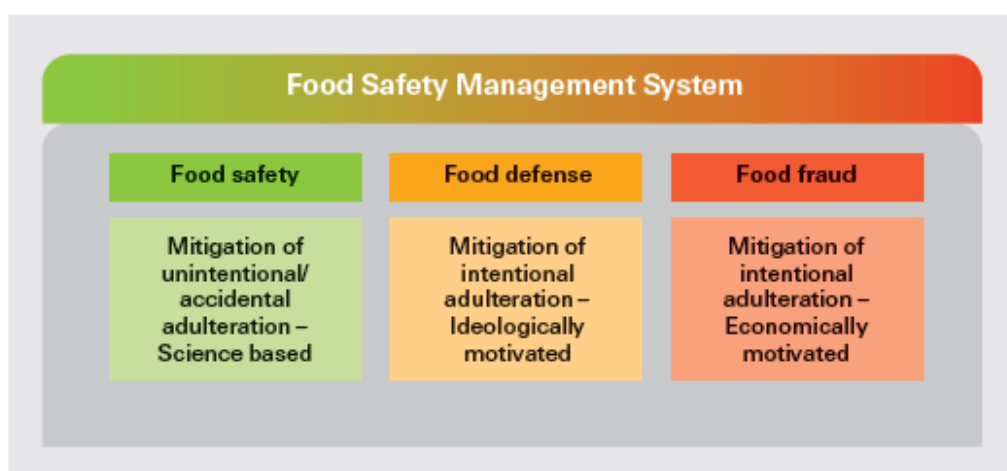 Food Safety Management System
Food safety
Food defense
Food fraud
Mitigation of
unintentional/
accidental
adulteration –
Science based
Mitigation of
intentional
adulteration –
Ideologically
motivated
Mitigation of
intentional
adulteration –
Economically
motivated